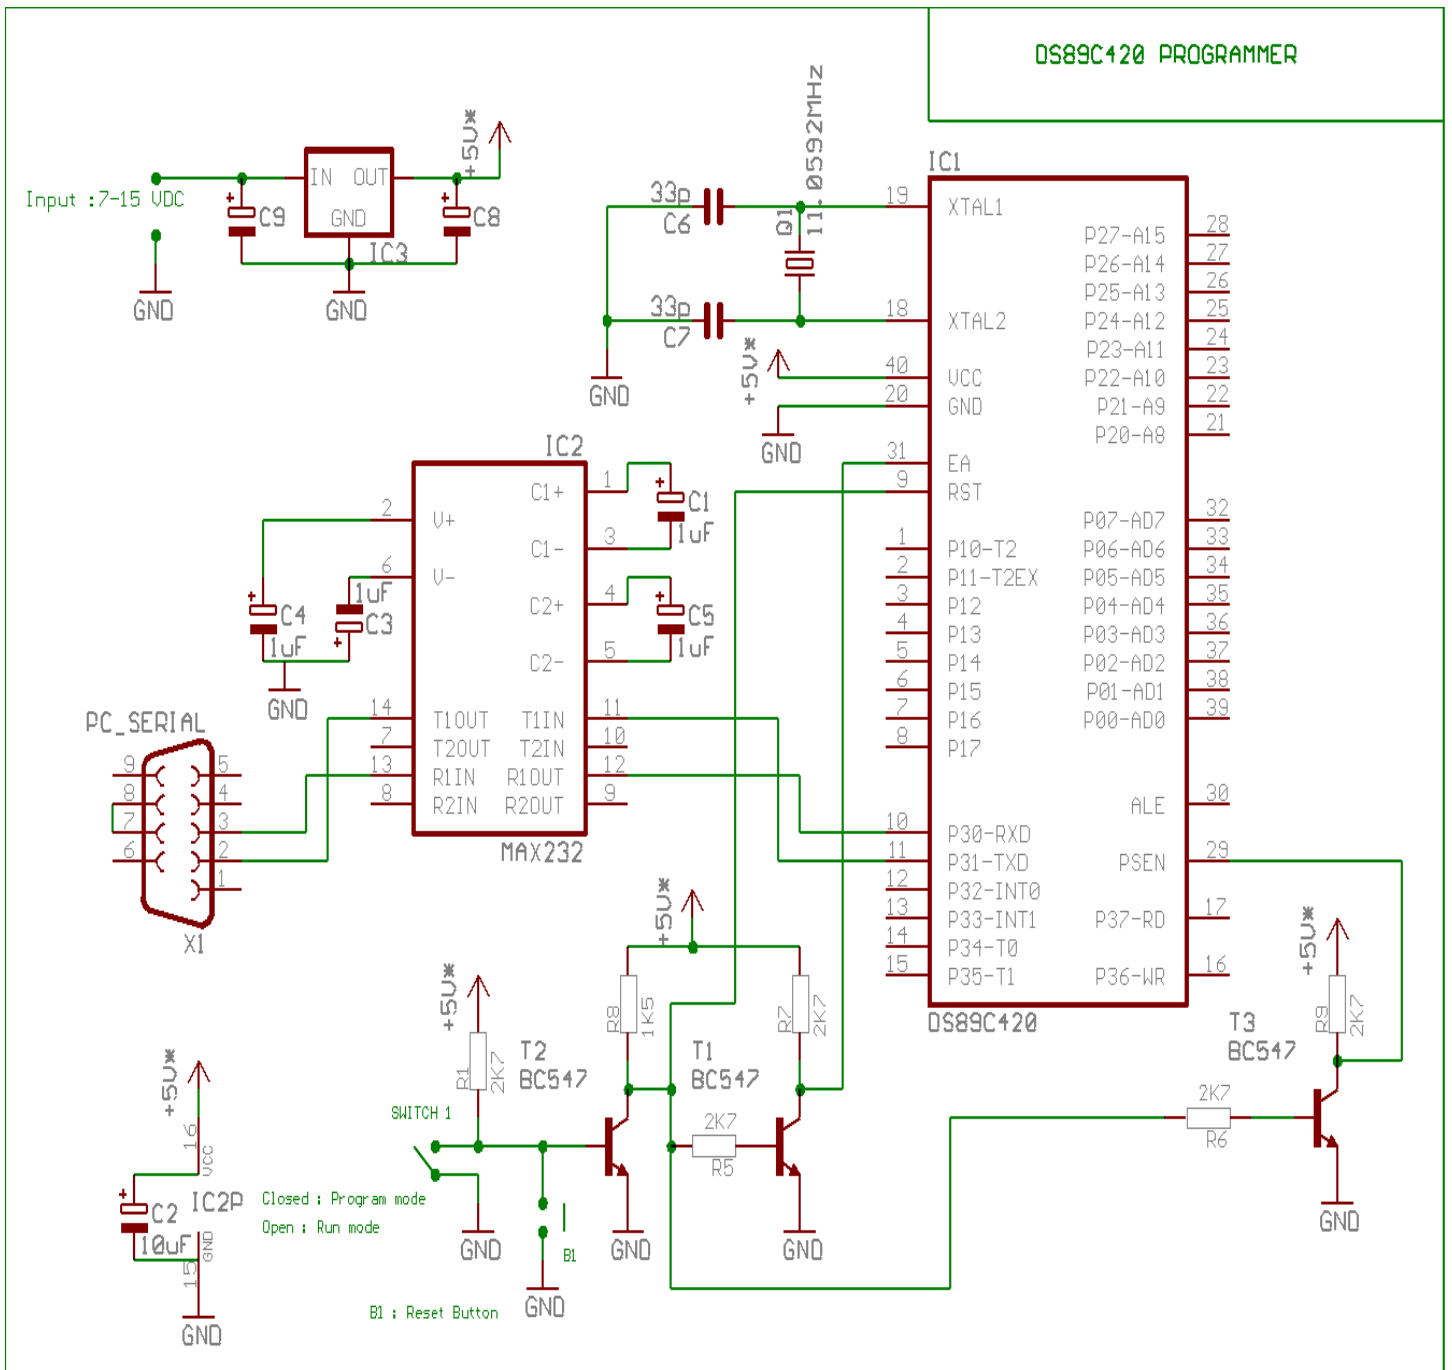 DS89C420 PROGRAMMER
+5V*
Input :7-15 VDC
IN OUT
GND
C9
C8
IC3
GND
GND
33p
C6
Q1
11.0592MHz
33p
C7
GND
+5V*
GND
IC1
19 XTAL1
18 XTAL2
40 VCC
20 GND
31 EA
9 RST
1 P10-T2
2 P11-T2EX
3 P12
4 P13
5 P14
6 P15
7 P16
8 P17
10 P30-RXD
11 P31-TXD
12 P32-INT0
13 P33-INT1
14 P34-T0
15 P35-T1
P27-A15 28
P26-A14 27
P25-A13 26
P24-A12 25
P23-A11 24
P22-A10 23
P21-A9 22
P20-A8 21
P07-AD7 32
P06-AD6 33
P05-AD5 34
P04-AD4 35
P03-AD3 36
P02-AD2 37
P01-AD1 38
P00-AD0 39
ALE 30
PSEN 29
P37-RD 17
P36-WR 16
DS89C420
IC2
2 V+
6 V-
14 T1OUT
7 T2OUT
13 R1IN
8 R2IN
C1+ 1
C1- 3
C2+ 4
C2- 5
T1IN 11
T2IN 10
R1OUT 12
R2OUT 9
MAX232
C1
1uF
C5
1uF
C4
1uF
1uF
C3
GND
PC_SERIAL
9
8
7
6
5
4
3
2
1
X1
+5V*
R8
1K5
R7
2K7
+5V*
R1
2K7
T2
BC547
T1
BC547
2K7
R5
SWITCH 1
Closed : Program mode
Open : Run mode
GND
B1
GND
GND
GND
B1 : Reset Button
+5V*
16
VCC
IC2P
C2
10uF
GND
15
GND
+5V*
R9
2K7
T3
BC547
2K7
R6
GND